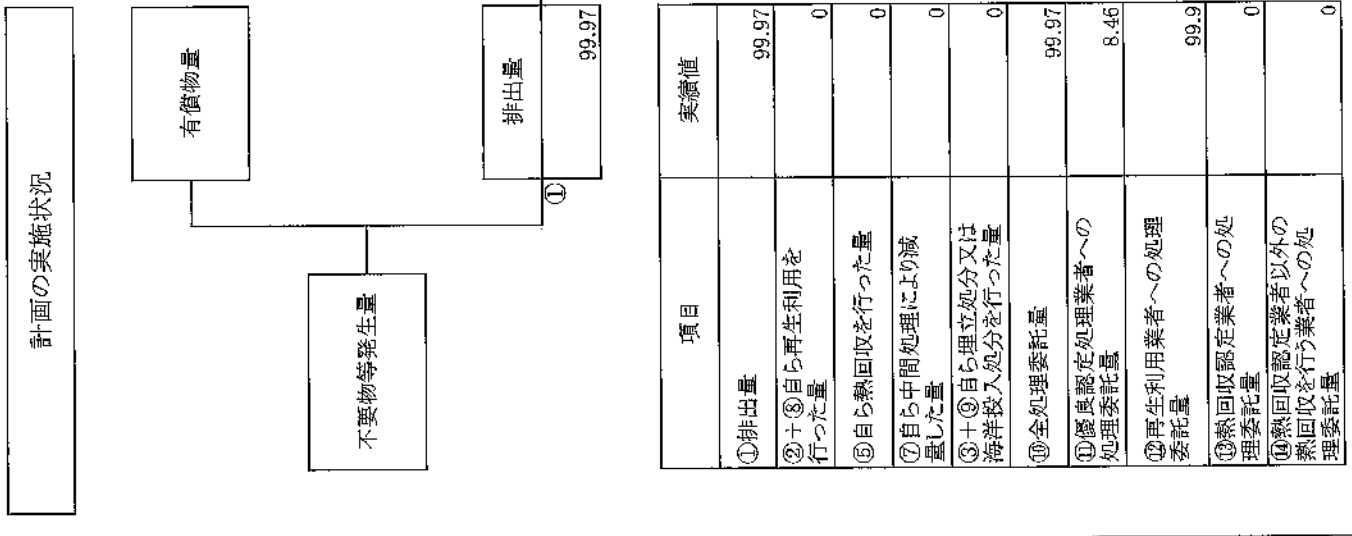 計画の実施状況
有償物量
不要物等発生量
①
排出量
99.97
項目
実績値
①排出量
99.97
②+⑧自ら再生利用を
行った量
0
⑤自ら熱回収を行った量
0
⑦自ら中間処理により減
量した量
0
③+⑨自ら埋立処分又は
海洋投入処分を行った量
0
⑩全処理委託量
99.97
⑪優良認定処理業者への
処理委託量
8.46
⑫再生利用業者への処理
委託量
99.9
⑬熱回収認定業者への処
理委託量
0
⑭熱回収認定業者以外の
熱回収を行う業者への処
理委託量
0